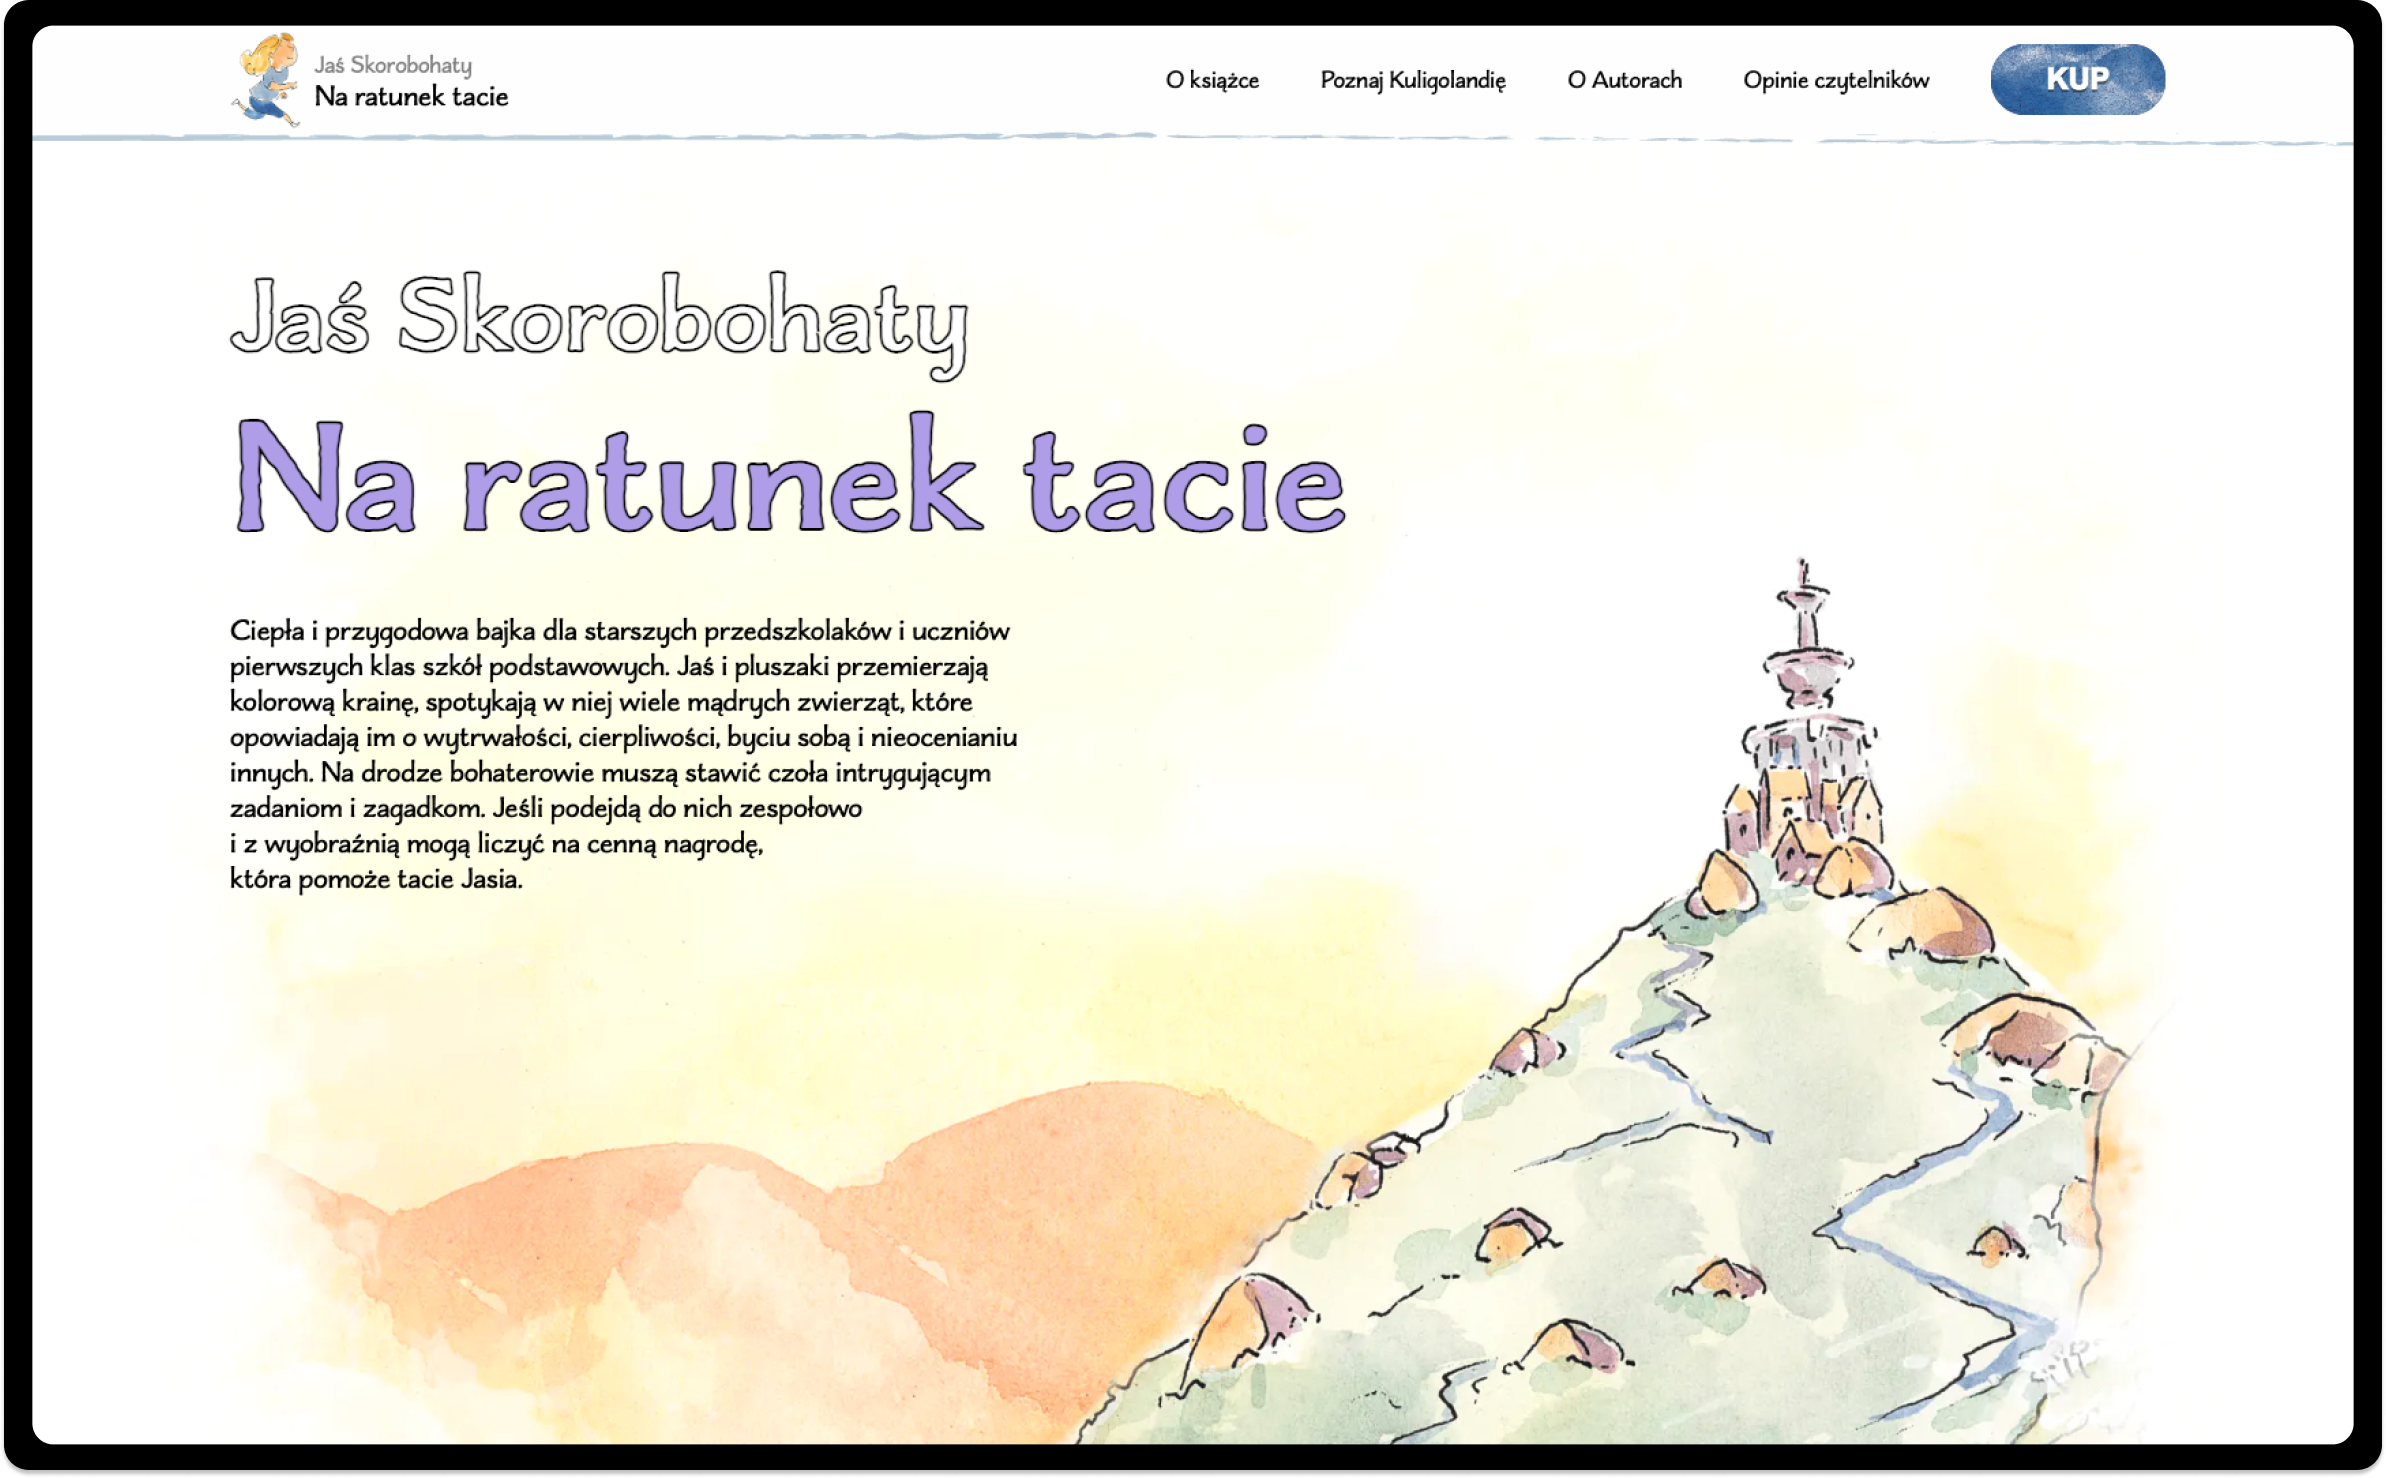 Jaś Skorobohaty
Na ratunek tacie
O książce
Poznaj Kuligolandię
O Autorach
Opinie czytelników
KUP
Jaś Skorobohaty
Na ratunek tacie
Ciepła i przygodowa bajka dla starszych przedszkolaków i uczniów
pierwszych klas szkół podstawowych. Jaś i pluszaki przemierzają
kolorową krainę, spotykają w niej wiele mądrych zwierząt, które
opowiadają im o wytrwałości, cierpliwości, byciu sobą i nieocenianiu
innych. Na drodze bohaterowie muszą stawić czoła intrygującym
zadaniom i zagadkom. Jeśli podejdą do nich zespołowo
i z wyobraźnią mogą liczyć na cenną nagrodę,
która pomoże tacie Jasia.